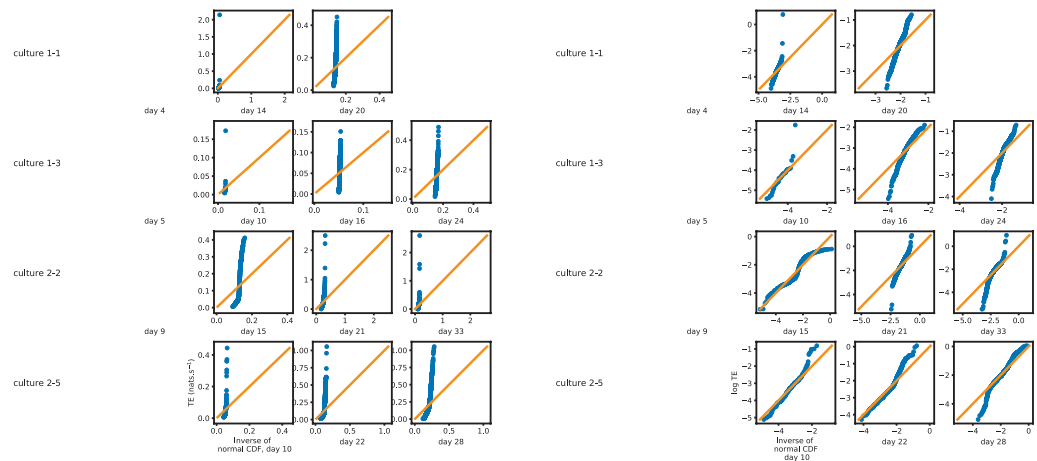 culture 1-1
2.0
1.5
1.0
0.5
0.0
0 1 2
day 14
0.4
0.2
0.0
0.2 0.4
day 20
day 4
culture 1-3
0.15
0.10
0.05
0.00
0.0 0.1
day 10
0.15
0.10
0.05
0.00
0.0 0.1
day 16
0.4
0.2
0.0
0.2 0.4
day 24
day 5
culture 2-2
0.4
0.3
0.2
0.1
0.0
0.0 0.2 0.4
day 15
2
1
0
0 1 2
day 21
2
1
0
0 1 2
day 33
day 9
culture 2-5
TE (nats.s⁻¹)
0.4
0.2
0.0
0.0 0.2 0.4
Inverse of
normal CDF, day 10
1.00
0.75
0.50
0.25
0.00
0.0 0.5 1.0
day 22
1.00
0.75
0.50
0.25
0.00
0.0 0.5 1.0
day 28
culture 1-1
0
−2
−4
−5.0 −2.5 0.0
day 14
−1
−2
−3
−3 −2 −1
day 20
day 4
culture 1-3
−2
−3
−4
−5
−4 −2
day 10
−2
−3
−4
−5
−4 −2
day 16
−1
−2
−3
−4
−4 −2
day 24
day 5
culture 2-2
0
−2
−4
−4 −2 0
day 15
0
−2
−4
−5.0 −2.5 0.0
day 21
0
−2
−4
−5.0 −2.5 0.0
day 33
day 9
culture 2-5
log TE
−1
−2
−3
−4
−5
−4 −2
Inverse of
normal CDF
day 10
0
−1
−2
−3
−4
−4 −2 0
day 22
0
−2
−4
−4 −2 0
day 28